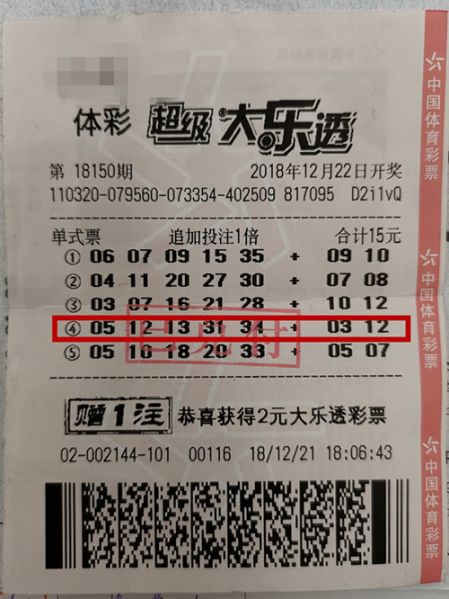 体彩 超级大乐透
第 18150期 2018年12月22日开奖
110320-079560-073354-402509 817095 D2i1vQ
单式票 追加投注1倍 合计15元
① 06 07 09 15 35 + 09 10
② 04 11 20 27 30 + 07 08
③ 03 07 16 21 28 + 10 12
④ 05 12 13 31 34 + 03 12
⑤ 05 16 18 20 33 + 05 07
已兑付
赠1注 恭喜获得2元大乐透彩票
02-002144-101 00116 18/12/21 18:06:43
中国体育彩票
中国体育彩票
中国体育彩票